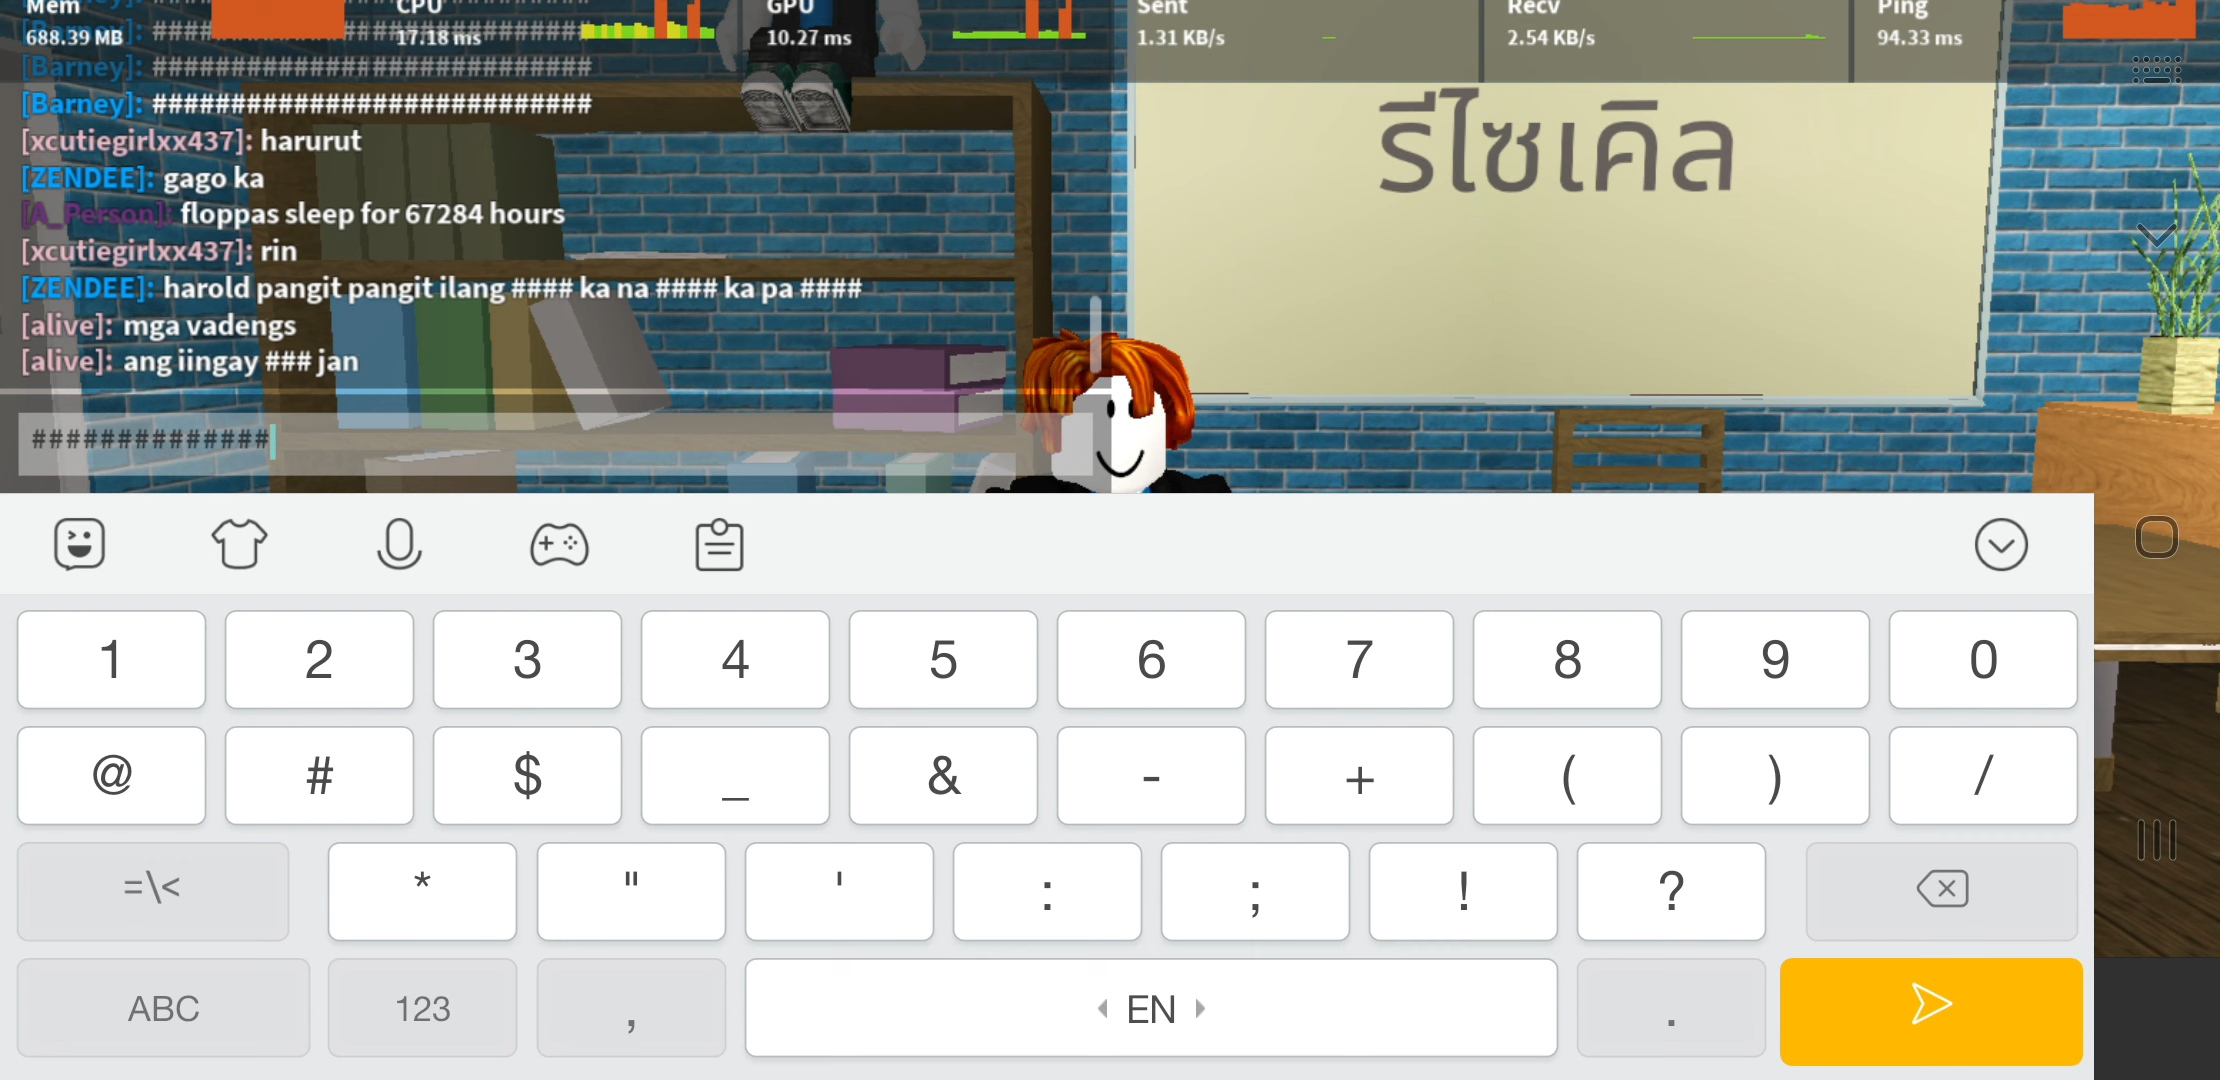 Mem CPU GPU Sent Recv Ping
688.39 MB 17.18 ms 10.27 ms 1.31 KB/s 2.54 KB/s 94.33 ms
[Barney]: ############################
[Barney]: ############################
[xcutiegirlxx437]: harurut
[ZENDEE]: gago ka
[A_Person]: floppas sleep for 67284 hours
[xcutiegirlxx437]: rin
[ZENDEE]: harold pangit pangit ilang #### ka na #### ka pa ####
[alive]: mga vadengs
[alive]: ang iingay ### jan
##############
รีไซเคิล
1 2 3 4 5 6 7 8 9 0
@ # $ _ & - + ( ) /
=\< * " ' : ; ! ?
ABC 123 , EN .